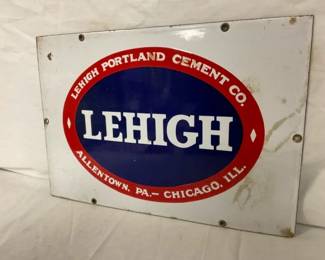 LEHIGH PORTLAND CEMENT CO.
LEHIGH
ALLENTOWN, PA.— CHICAGO, ILL.